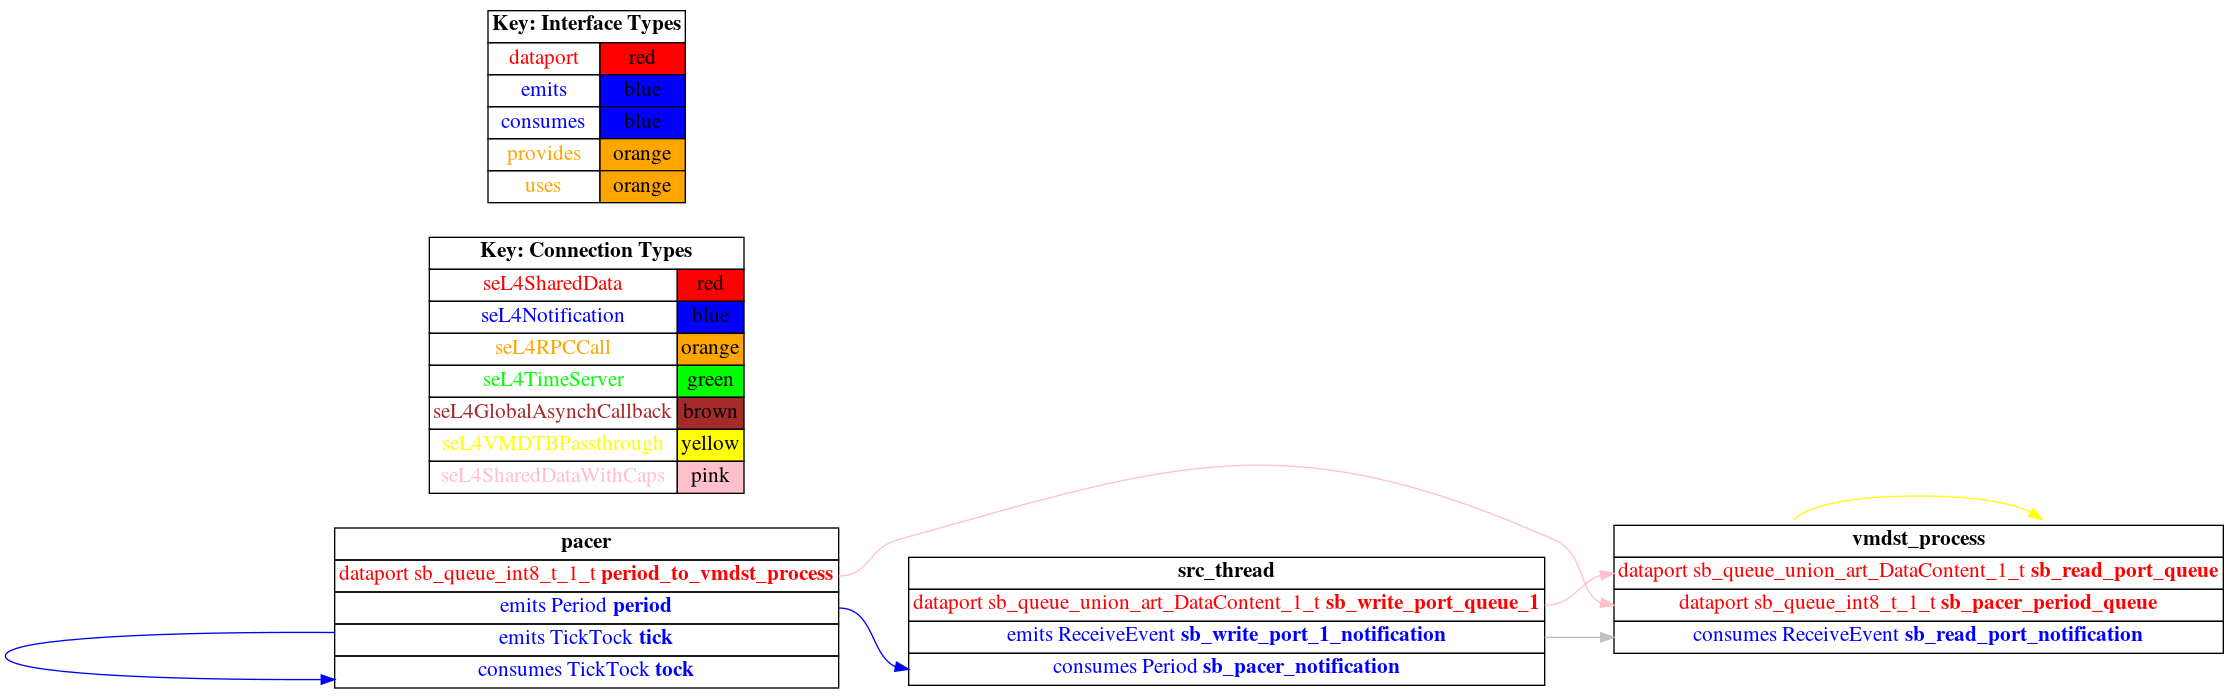 Key: Interface Types
dataport red
emits blue
consumes blue
provides orange
uses orange
Key: Connection Types
seL4SharedData red
seL4Notification blue
seL4RPCCall orange
seL4TimeServer green
seL4GlobalAsynchCallback brown
seL4VMDTBPassthrough yellow
seL4SharedDataWithCaps pink
pacer
dataport sb_queue_int8_t_1_t period_to_vmdst_process
emits Period period
emits TickTock tick
consumes TickTock tock
src_thread
dataport sb_queue_union_art_DataContent_1_t sb_write_port_queue_1
emits ReceiveEvent sb_write_port_1_notification
consumes Period sb_pacer_notification
vmdst_process
dataport sb_queue_union_art_DataContent_1_t sb_read_port_queue
dataport sb_queue_int8_t_1_t sb_pacer_period_queue
consumes ReceiveEvent sb_read_port_notification